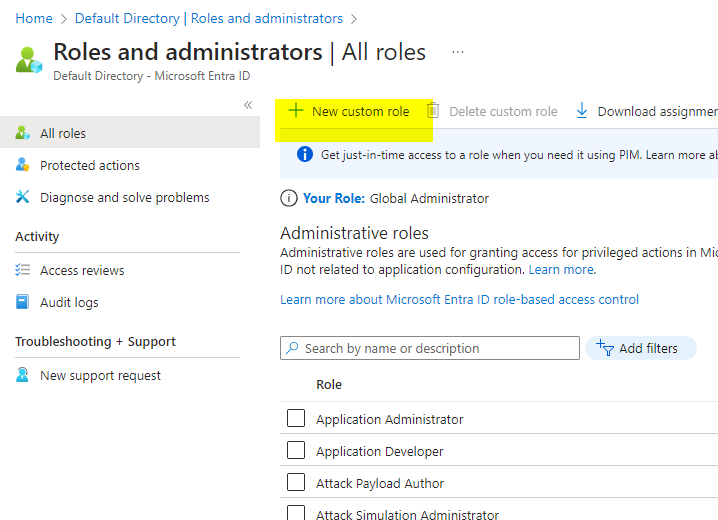 Home > Default Directory | Roles and administrators >
Roles and administrators | All roles ...
Default Directory - Microsoft Entra ID
«
All roles
Protected actions
Diagnose and solve problems
Activity
Access reviews
Audit logs
Troubleshooting + Support
New support request
+ New custom role Delete custom role Download assignmen
Get just-in-time access to a role when you need it using PIM. Learn more ab
Your Role: Global Administrator
Administrative roles
Administrative roles are used for granting access for privileged actions in Mic
ID not related to application configuration. Learn more.
Learn more about Microsoft Entra ID role-based access control
Search by name or description Add filters
Role
Application Administrator
Application Developer
Attack Payload Author
Attack Simulation Administrator